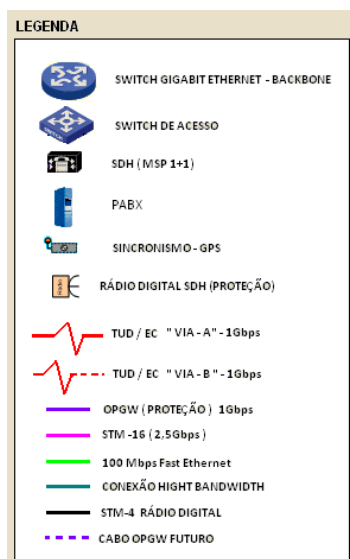 LEGENDA
SWITCH GIGABIT ETHERNET - BACKBONE
SWITCH
SWITCH DE ACESSO
SDH ( MSP 1+1)
PABX
SINCRONISMO - GPS
Rádio
RÁDIO DIGITAL SDH (PROTEÇÃO)
TUD / EC " VIA - A" - 1Gbps
TUD / EC " VIA - B " - 1Gbps
OPGW ( PROTEÇÃO ) 1Gbps
STM -16 ( 2,5Gbps )
100 Mbps Fast Ethernet
CONEXÃO HIGHT BANDWIDTH
STM-4 RÁDIO DIGITAL
CABO OPGW FUTURO